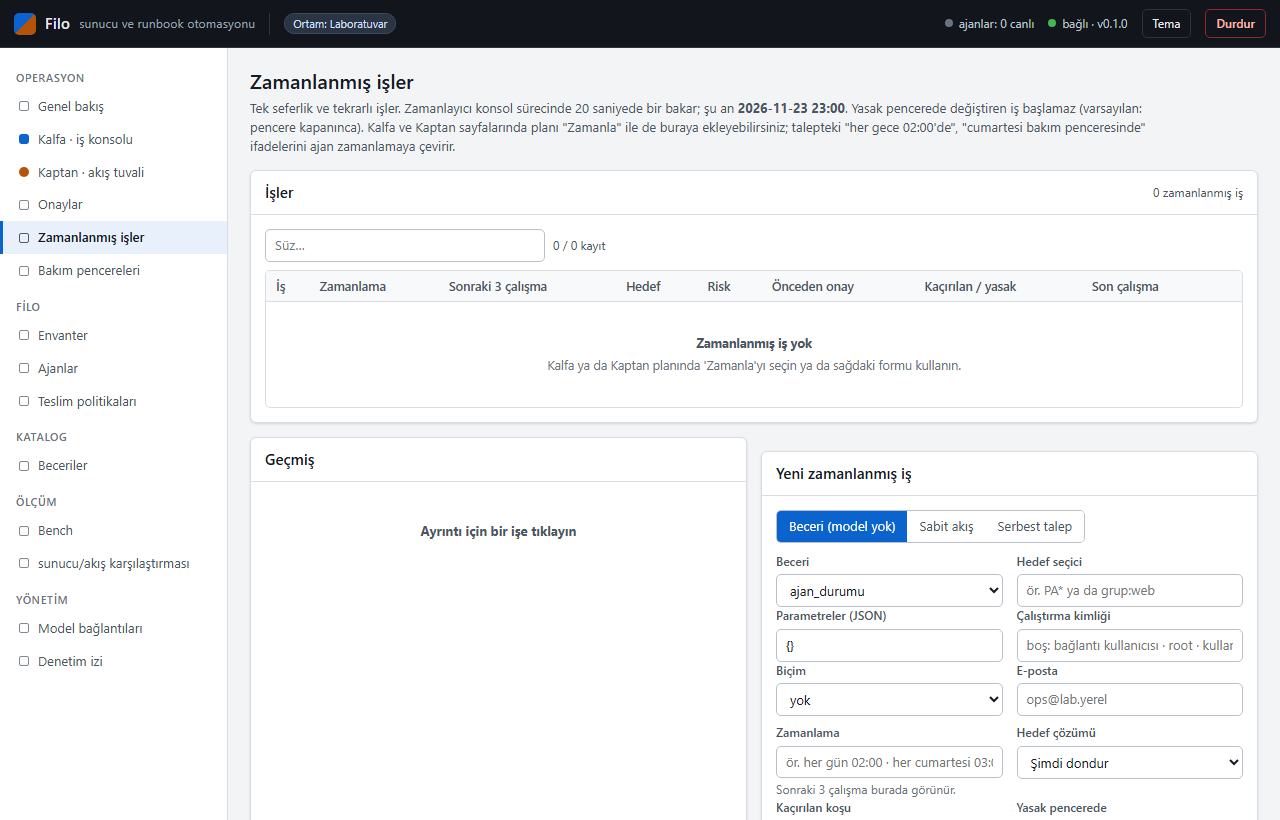 Filo sunucu ve runbook otomasyonu Ortam: Laboratuvar ajanlar: 0 canlı bağlı · v0.1.0 Tema Durdur
OPERASYON
Genel bakış
Kalfa · iş konsolu
Kaptan · akış tuvali
Onaylar
Zamanlanmış işler
Bakım pencereleri
FİLO
Envanter
Ajanlar
Teslim politikaları
KATALOG
Beceriler
ÖLÇÜM
Bench
sunucu/akış karşılaştırması
YÖNETİM
Model bağlantıları
Denetim izi
Zamanlanmış işler
Tek seferlik ve tekrarlı işler. Zamanlayıcı konsol sürecinde 20 saniyede bir bakar; şu an 2026-11-23 23:00. Yasak pencerede değiştiren iş başlamaz (varsayılan:
pencere kapanınca). Kalfa ve Kaptan sayfalarında planı "Zamanla" ile de buraya ekleyebilirsiniz; talepteki "her gece 02:00'de", "cumartesi bakım penceresinde"
ifadelerini ajan zamanlamaya çevirir.
İşler 0 zamanlanmış iş
Süz... 0 / 0 kayıt
İş Zamanlama Sonraki 3 çalışma Hedef Risk Önceden onay Kaçırılan / yasak Son çalışma
Zamanlanmış iş yok
Kalfa ya da Kaptan planında 'Zamanla'yı seçin ya da sağdaki formu kullanın.
Geçmiş
Ayrıntı için bir işe tıklayın
Yeni zamanlanmış iş
Beceri (model yok) Sabit akış Serbest talep
Beceri Hedef seçici
ajan_durumu ör. PA* ya da grup:web
Parametreler (JSON) Çalıştırma kimliği
{} boş: bağlantı kullanıcısı · root · kullar
Biçim E-posta
yok ops@lab.yerel
Zamanlama Hedef çözümü
ör. her gün 02:00 · her cumartesi 03:0 Şimdi dondur
Sonraki 3 çalışma burada görünür.
Kaçırılan koşu Yasak pencerede